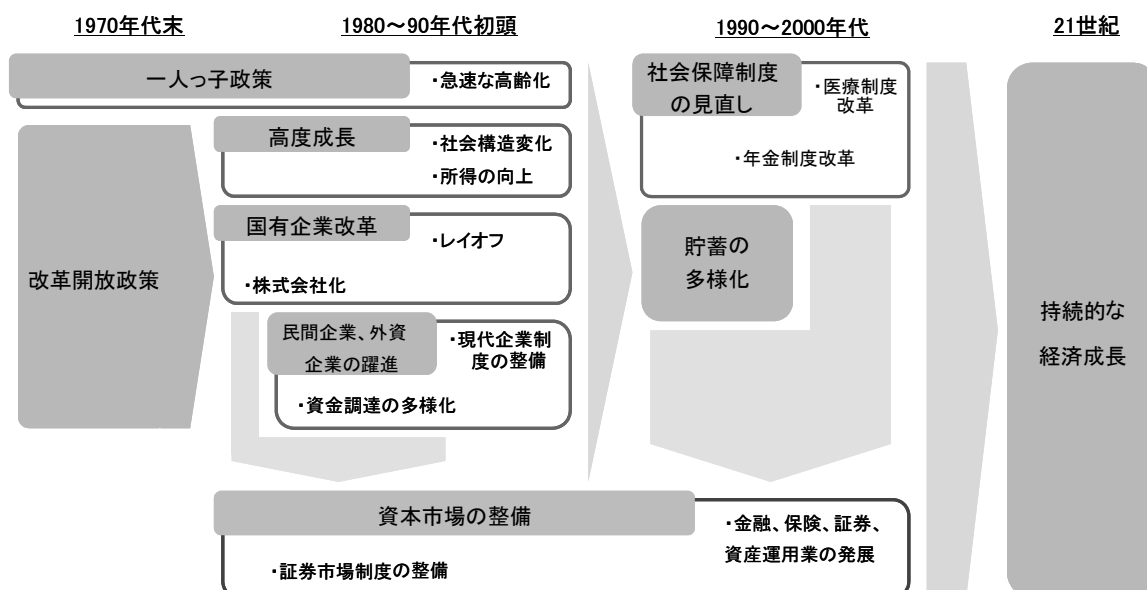 1970年代末
1980～90年代初頭
1990～2000年代
21世紀
一人っ子政策
・急速な高齢化
改革開放政策
高度成長
・社会構造変化
・所得の向上
国有企業改革
・レイオフ
・株式会社化
民間企業、外資
企業の躍進
・現代企業制
度の整備
・資金調達の多様化
社会保障制度
の見直し
・医療制度
改革
・年金制度改革
貯蓄の
多様化
資本市場の整備
・証券市場制度の整備
・金融、保険、証券、
資産運用業の発展
持続的な
経済成長